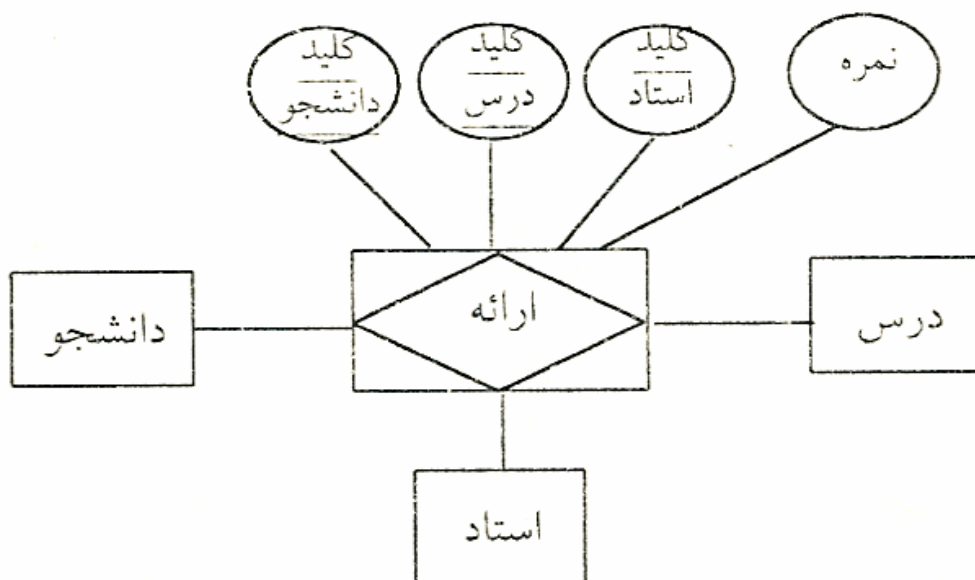 نمره
کلید
استاد
کلید
درس
کلید
دانشجو
درس
ارائه
دانشجو
استاد